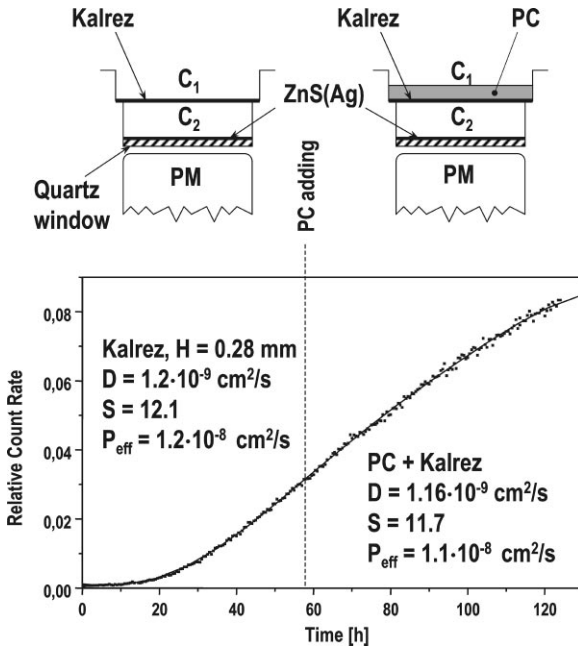 Kalrez
C₁
C₂
Quartz
window
PM
ZnS(Ag)
PC adding
Kalrez
PC
C₁
C₂
PM
Relative Count Rate
0,08
0,06
0,04
0,02
0,00
Kalrez, H = 0.28 mm
D = 1.2·10⁻⁹ cm²/s
S = 12.1
P_eff = 1.2·10⁻⁸ cm²/s
PC + Kalrez
D = 1.16·10⁻⁹ cm²/s
S = 11.7
P_eff = 1.1·10⁻⁸ cm²/s
0
20
40
60
80
100
120
Time [h]